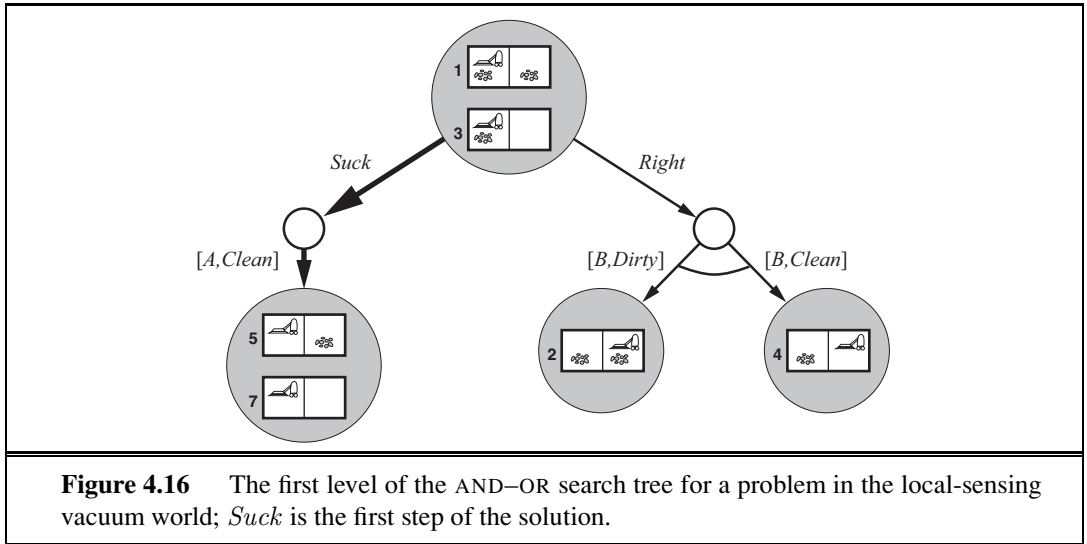 1
3
Suck
Right
[A,Clean]
[B,Dirty]
[B,Clean]
5
2
4
7
Figure 4.16 The first level of the AND–OR search tree for a problem in the local-sensing
vacuum world; Suck is the first step of the solution.